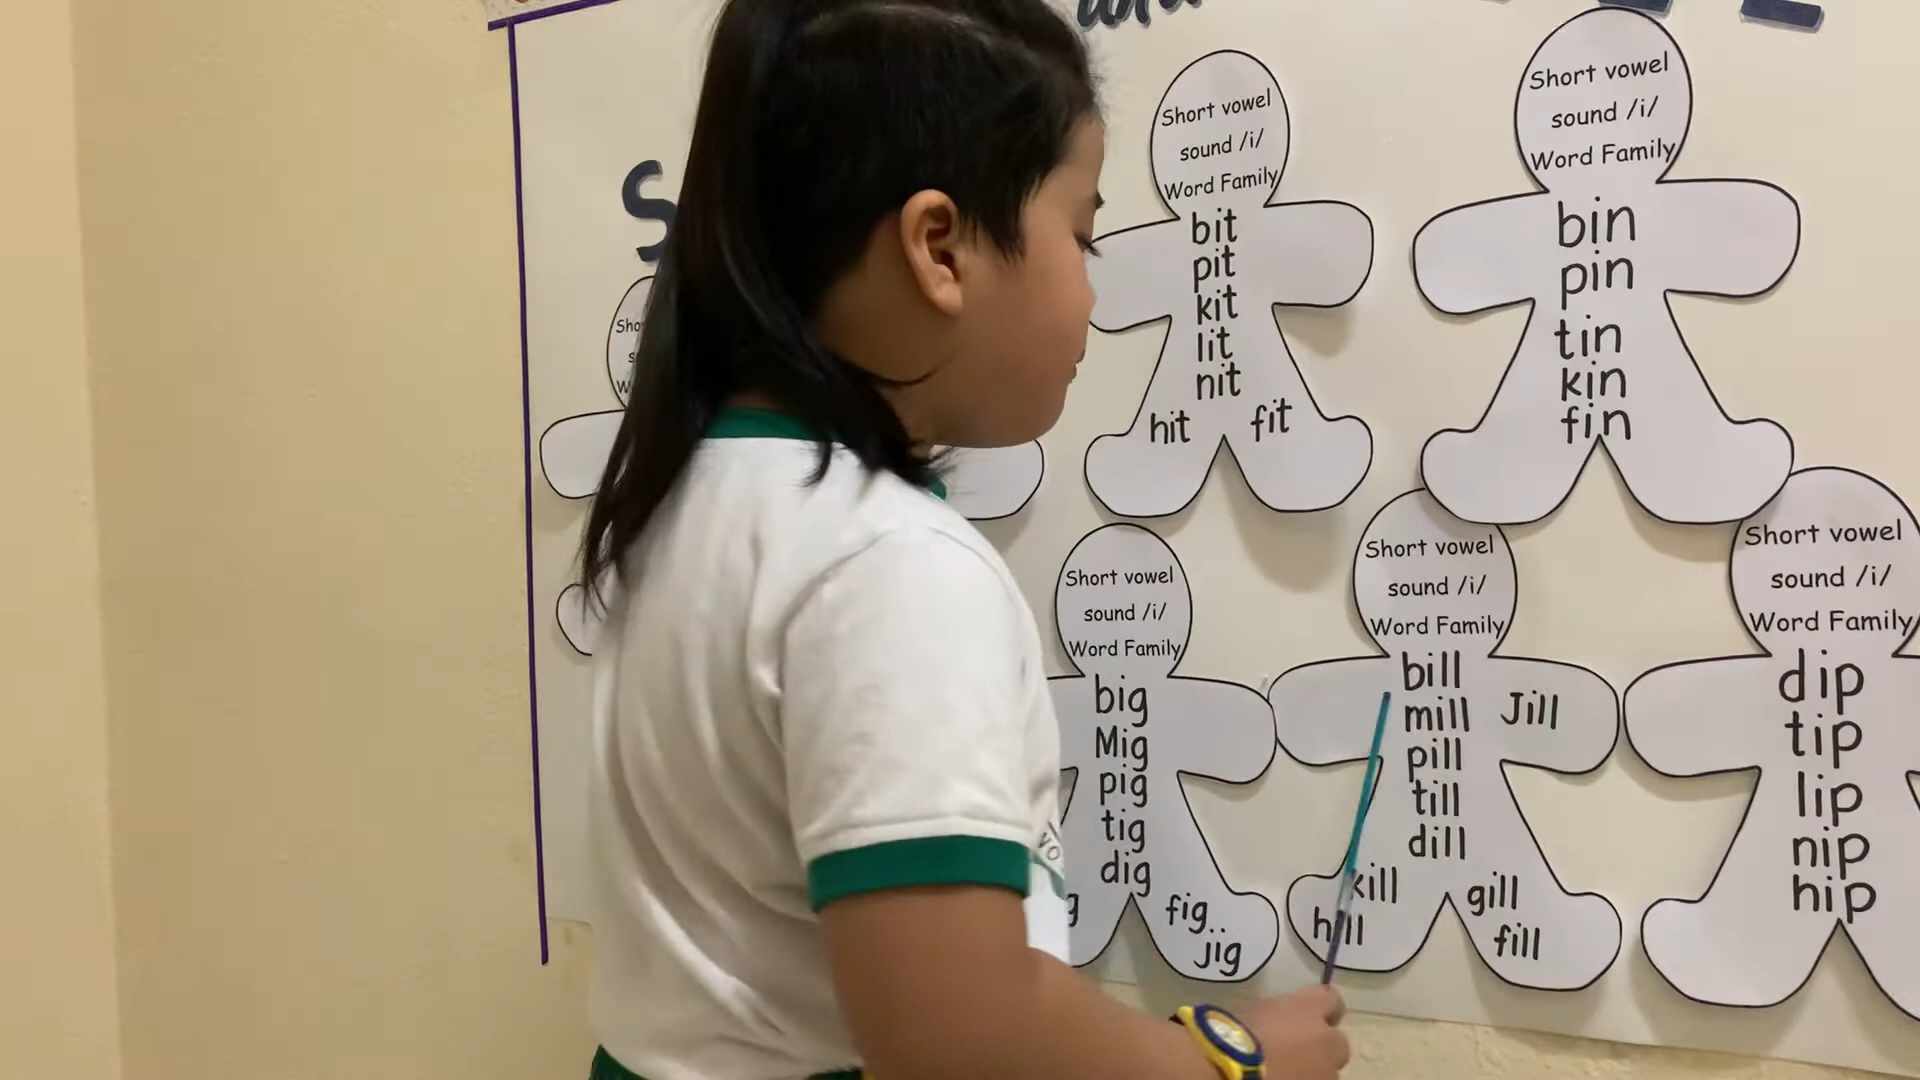 S
Short vowel
sound /i/
Word Family
bit
pit
kit
lit
nit
hit fit
Short vowel
sound /i/
Word Family
bin
pin
tin
kin
fin
Short vowel
sound /i/
Word Family
big
Mig
pig
tig
dig
fig..
jig
Short vowel
sound /i/
Word Family
bill
mill Jill
pill
till
dill
kill gill
hill fill
Short vowel
sound /i/
Word Family
dip
tip
lip
nip
hip